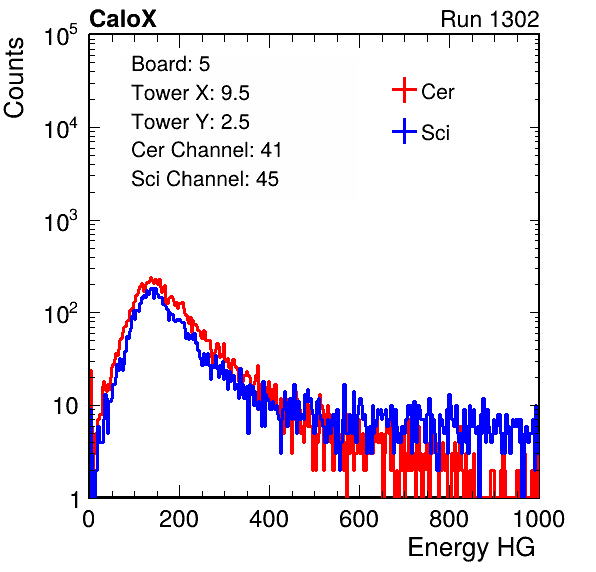 CaloX Run 1302
Counts
10^5
10^4
10^3
10^2
10
1
Board: 5
Tower X: 9.5
Tower Y: 2.5
Cer Channel: 41
Sci Channel: 45
Cer
Sci
0 200 400 600 800 1000
Energy HG